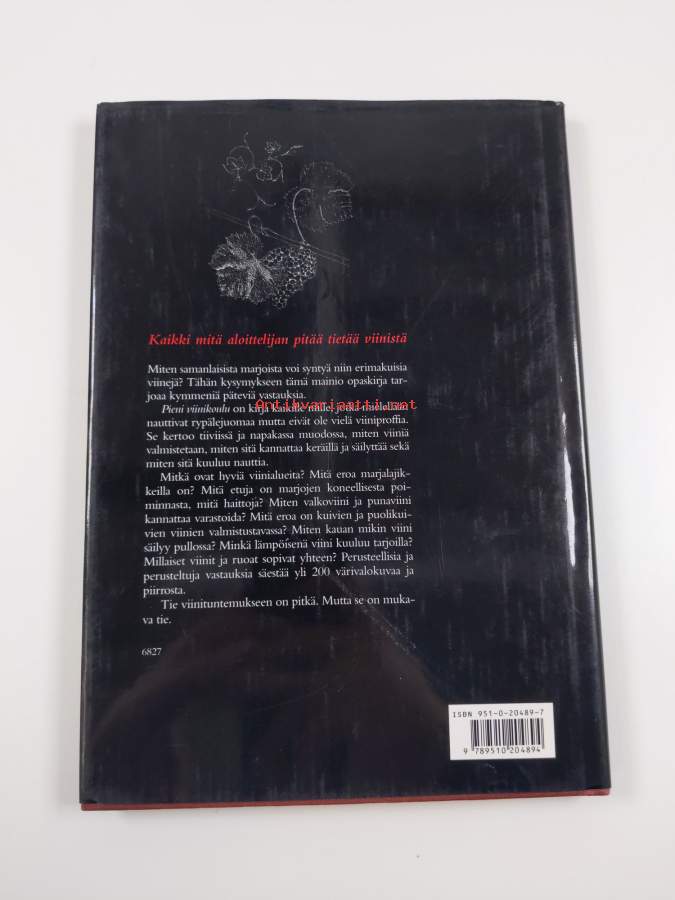 Kaikki mitä aloittelijan pitää tietää viinistä
Miten samanlaisista marjoista voi syntyä niin erimakuisia
viinejä? Tähän kysymykseen tämä mainio opaskirja tar-
joaa kymmeniä päteviä vastauksia.
Antikvariaatti.net
Pieni viinikoulu on kirja kaikille niille, jotka mielellään
nauttivat rypälejuomaa mutta eivät ole vielä viiniproffia.
Se kertoo tiiviissä ja napakassa muodossa, miten viiniä
valmistetaan, miten sitä kannattaa keräillä ja säilyttää sekä
miten sitä kuuluu nauttia.
Mitkä ovat hyviä viinialueita? Mitä eroa marjalajik-
keilla on? Mitä etuja on marjojen koneellisesta poi-
minnasta, mitä haittoja? Miten valkoviini ja punaviini
kannattaa varastoida? Mitä eroa on kuivien ja puolikui-
vien viinien valmistustavassa? Miten kauan mikin viini
säilyy pullossa? Minkä lämpöisenä viini kuuluu tarjoilla?
Millaiset viinit ja ruoat sopivat yhteen? Perusteellisia ja
perusteltuja vastauksia säestää yli 200 värivalokuvaa ja
piirrosta.
Tie viinituntemukseen on pitkä. Mutta se on muka-
va tie.
6827
ISBN 951-0-20489-7
9 789510 204894